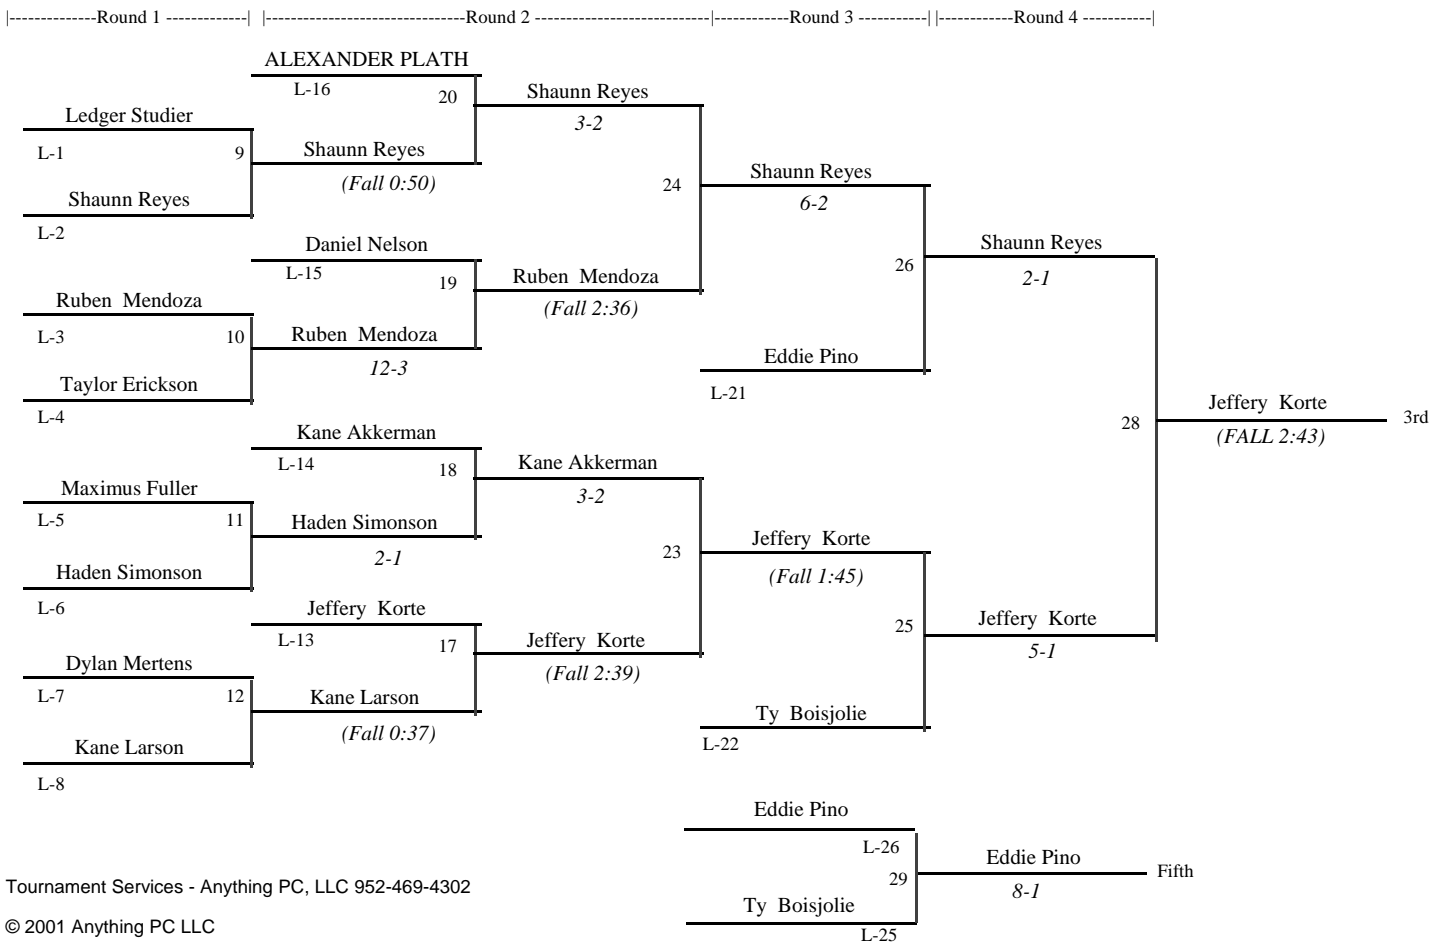 |--------------Round 1 --------------| |-----------------------------------Round 2 -------------------------------|---------------Round 3 ------------| |-------------Round 4 ------------|
ALEXANDER PLATH
L-16
20
Shaunn Reyes
3-2
Ledger Studier
L-1
9
Shaunn Reyes
(Fall 0:50)
Shaunn Reyes
L-2
24
Shaunn Reyes
6-2
Daniel Nelson
L-15
19
Ruben Mendoza
(Fall 2:36)
Ruben Mendoza
L-3
10
Ruben Mendoza
12-3
Taylor Erickson
L-4
26
Shaunn Reyes
2-1
Eddie Pino
L-21
28
Jeffery Korte
(FALL 2:43)
3rd
Kane Akkerman
L-14
18
Kane Akkerman
3-2
Maximus Fuller
L-5
11
Haden Simonson
2-1
Haden Simonson
L-6
23
Jeffery Korte
(Fall 1:45)
Jeffery Korte
L-13
17
Jeffery Korte
(Fall 2:39)
25
Jeffery Korte
5-1
Dylan Mertens
L-7
12
Kane Larson
(Fall 0:37)
Ty Boisjolie
L-22
Kane Larson
L-8
Eddie Pino
L-26
29
Eddie Pino
8-1
Fifth
Ty Boisjolie
L-25
Tournament Services - Anything PC, LLC 952-469-4302
© 2001 Anything PC LLC